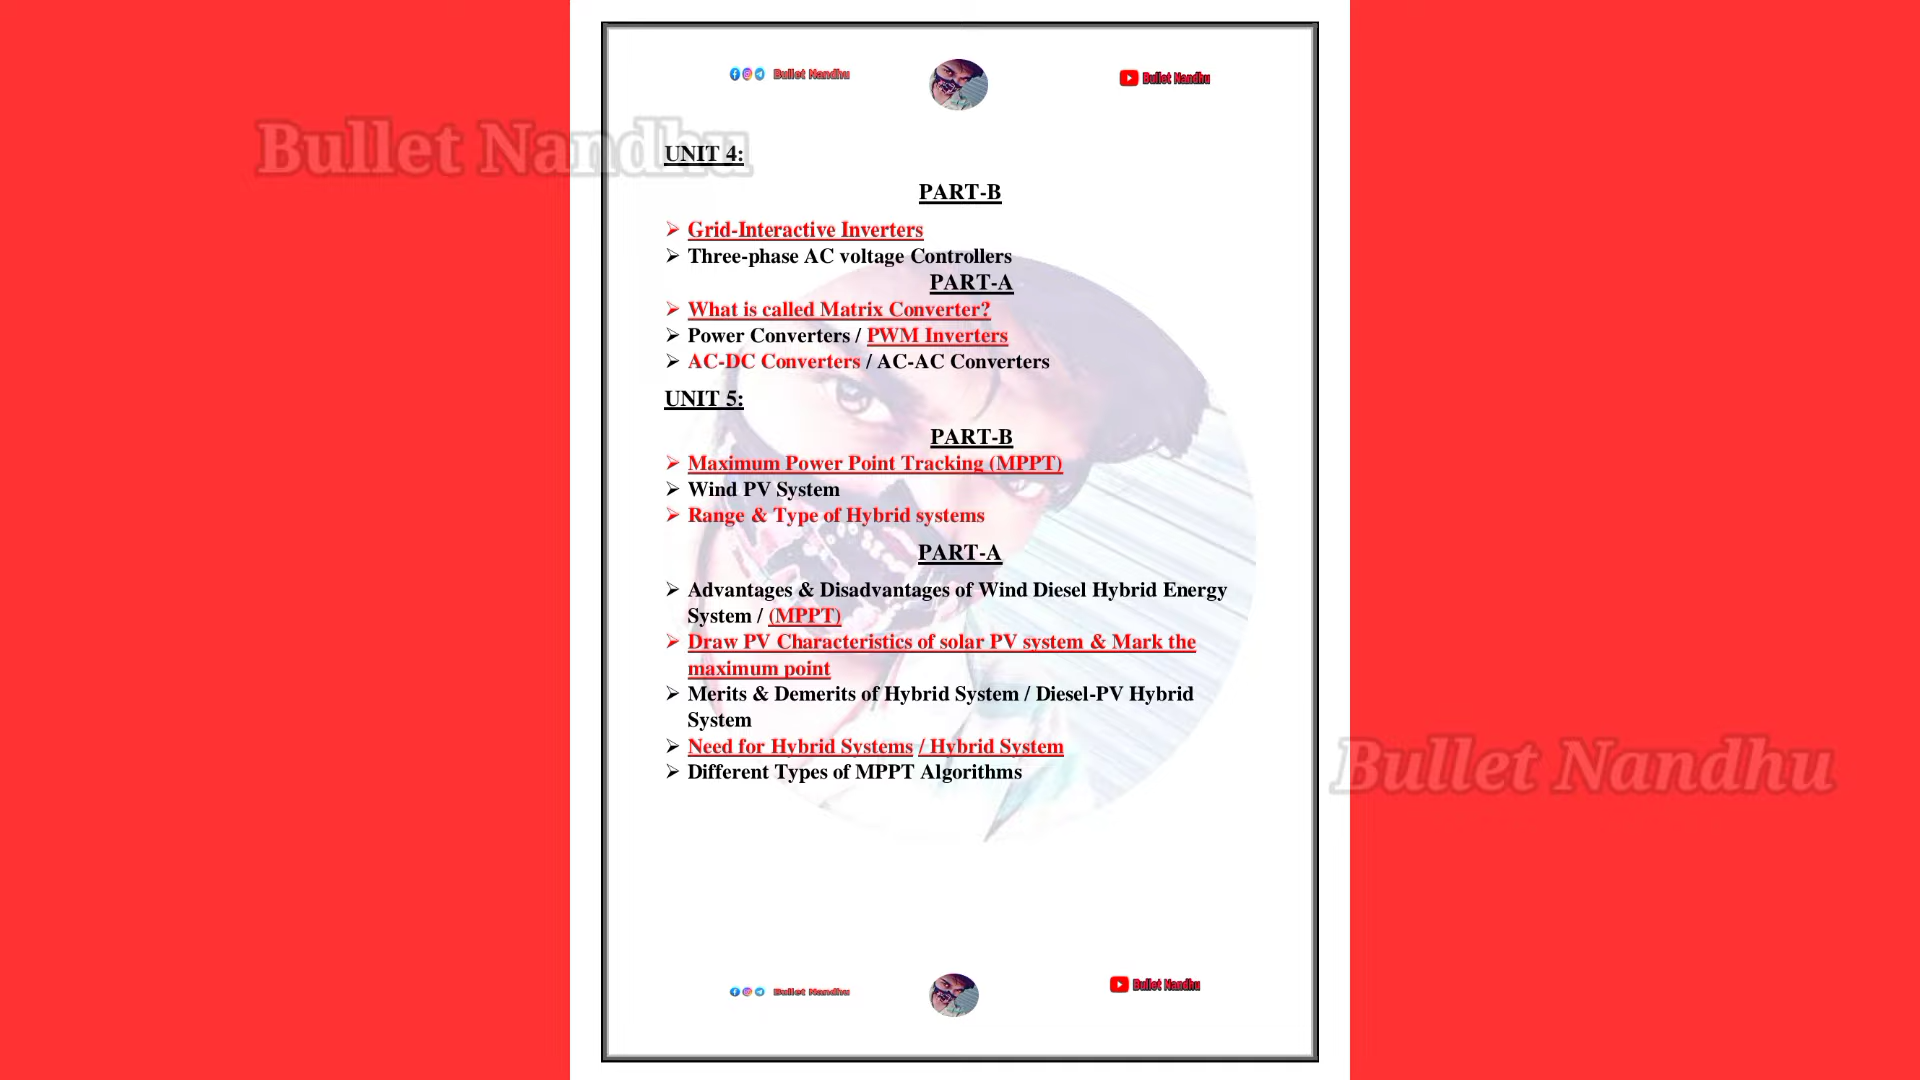 Bullet Nandhu
Bullet Nandhu
Bullet Nandhu
UNIT 4:
PART-B
➢ Grid-Interactive Inverters
➢ Three-phase AC voltage Controllers
PART-A
➢ What is called Matrix Converter?
➢ Power Converters / PWM Inverters
➢ AC-DC Converters / AC-AC Converters
UNIT 5:
PART-B
➢ Maximum Power Point Tracking (MPPT)
➢ Wind PV System
➢ Range & Type of Hybrid systems
PART-A
➢ Advantages & Disadvantages of Wind Diesel Hybrid Energy
System / (MPPT)
➢ Draw PV Characteristics of solar PV system & Mark the
maximum point
➢ Merits & Demerits of Hybrid System / Diesel-PV Hybrid
System
➢ Need for Hybrid Systems / Hybrid System
➢ Different Types of MPPT Algorithms
Bullet Nandhu
Bullet Nandhu
Bullet Nandhu